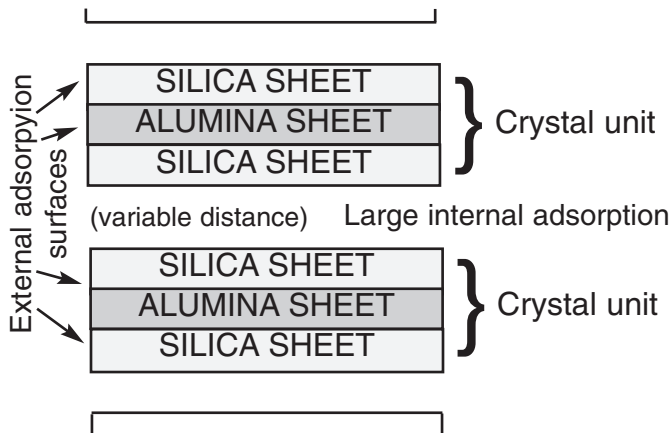 SILICA SHEET
ALUMINA SHEET
SILICA SHEET
Crystal unit
External adsorpyion
surfaces
(variable distance) Large internal adsorption
SILICA SHEET
ALUMINA SHEET
SILICA SHEET
Crystal unit